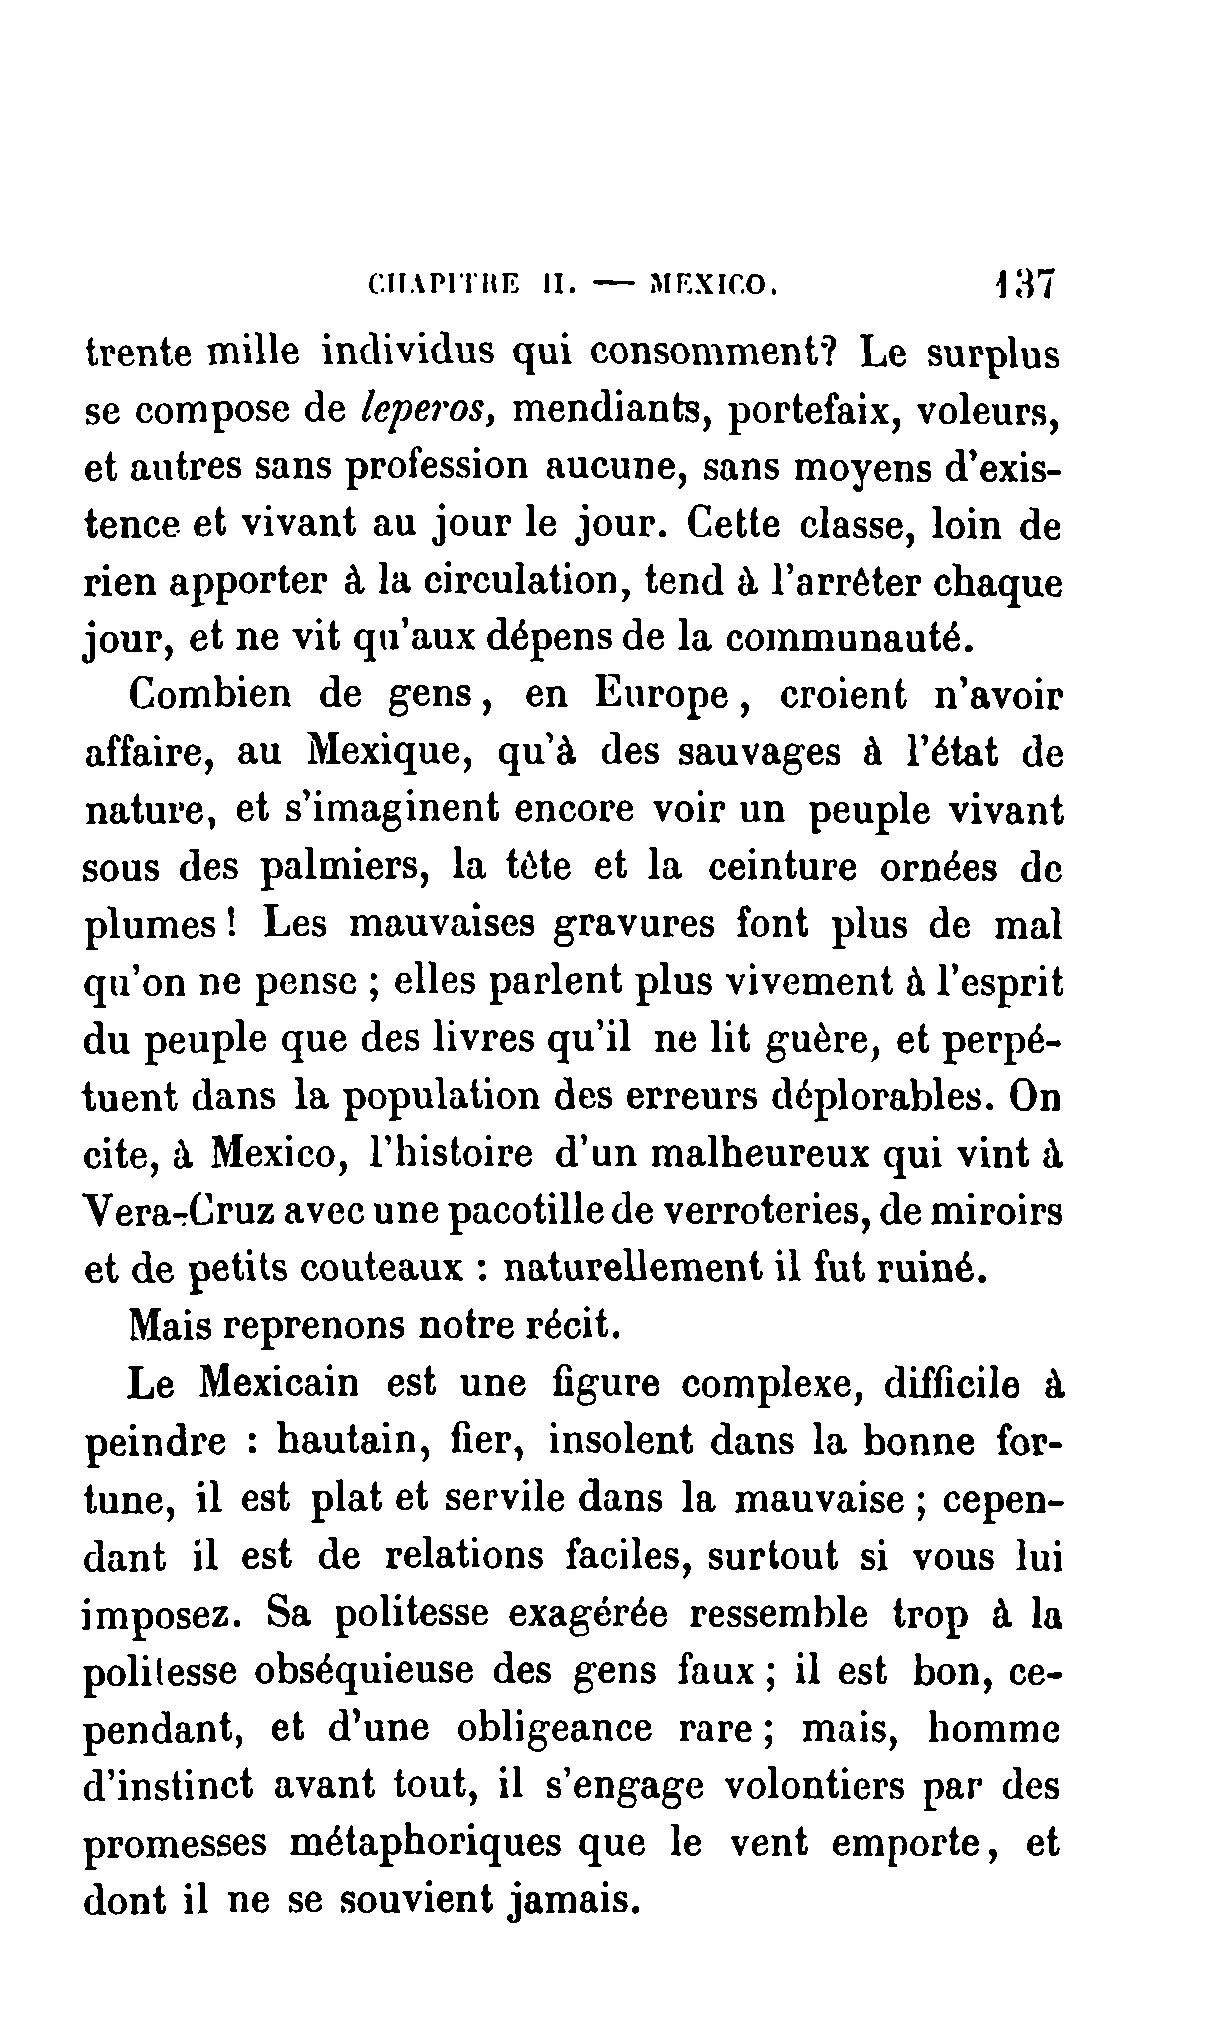 CHAPITRE II. — MEXICO. 137
trente mille individus qui consomment? Le surplus
se compose de leperos, mendiants, portefaix, voleurs,
et autres sans profession aucune, sans moyens d'exis-
tence et vivant au jour le jour. Cette classe, loin de
rien apporter à la circulation, tend à l'arrêter chaque
jour, et ne vit qu'aux dépens de la communauté.
Combien de gens, en Europe, croient n'avoir
affaire, au Mexique, qu'à des sauvages à l'état de
nature, et s'imaginent encore voir un peuple vivant
sous des palmiers, la tête et la ceinture ornées de
plumes! Les mauvaises gravures font plus de mal
qu'on ne pense ; elles parlent plus vivement à l'esprit
du peuple que des livres qu'il ne lit guère, et perpé-
tuent dans la population des erreurs déplorables. On
cite, à Mexico, l'histoire d'un malheureux qui vint à
Vera-Cruz avec une pacotille de verroteries, de miroirs
et de petits couteaux : naturellement il fut ruiné.
Mais reprenons notre récit.
Le Mexicain est une figure complexe, difficile à
peindre : hautain, fier, insolent dans la bonne for-
tune, il est plat et servile dans la mauvaise ; cepen-
dant il est de relations faciles, surtout si vous lui
imposez. Sa politesse exagérée ressemble trop à la
politesse obséquieuse des gens faux ; il est bon, ce-
pendant, et d'une obligeance rare ; mais, homme
d'instinct avant tout, il s'engage volontiers par des
promesses métaphoriques que le vent emporte, et
dont il ne se souvient jamais.